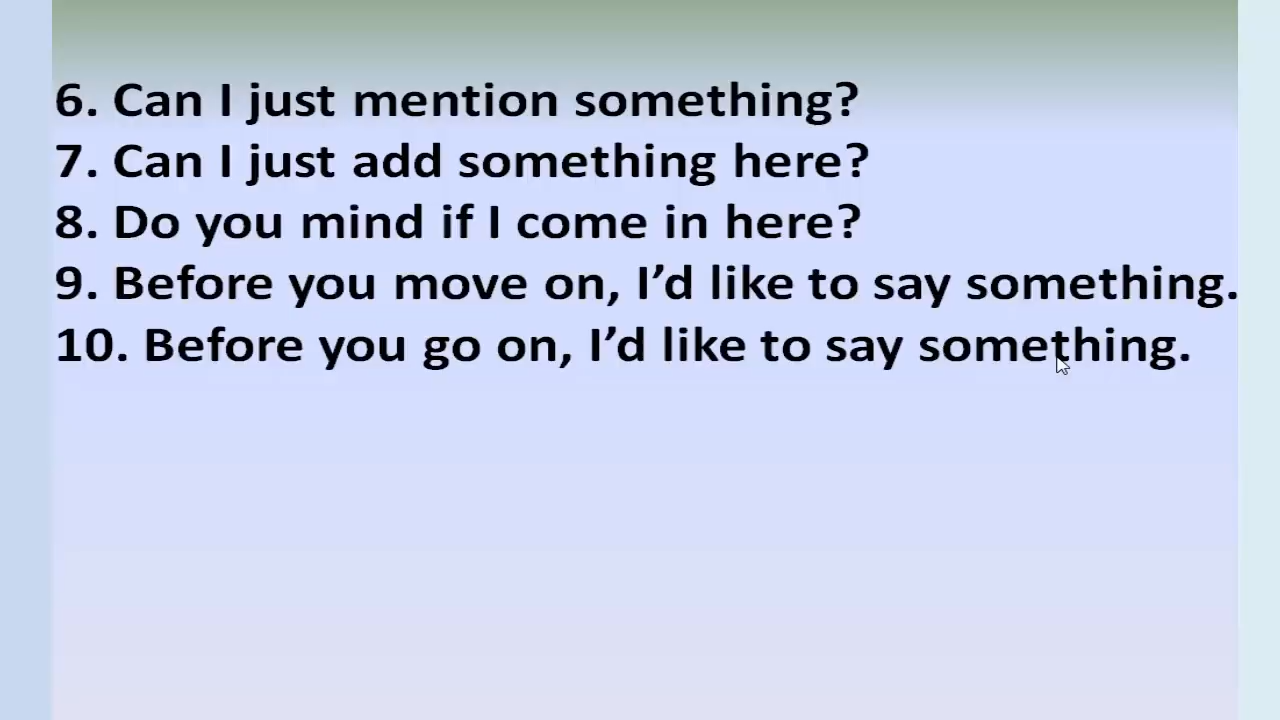 6. Can I just mention something?
7. Can I just add something here?
8. Do you mind if I come in here?
9. Before you move on, I’d like to say something.
10. Before you go on, I’d like to say something.